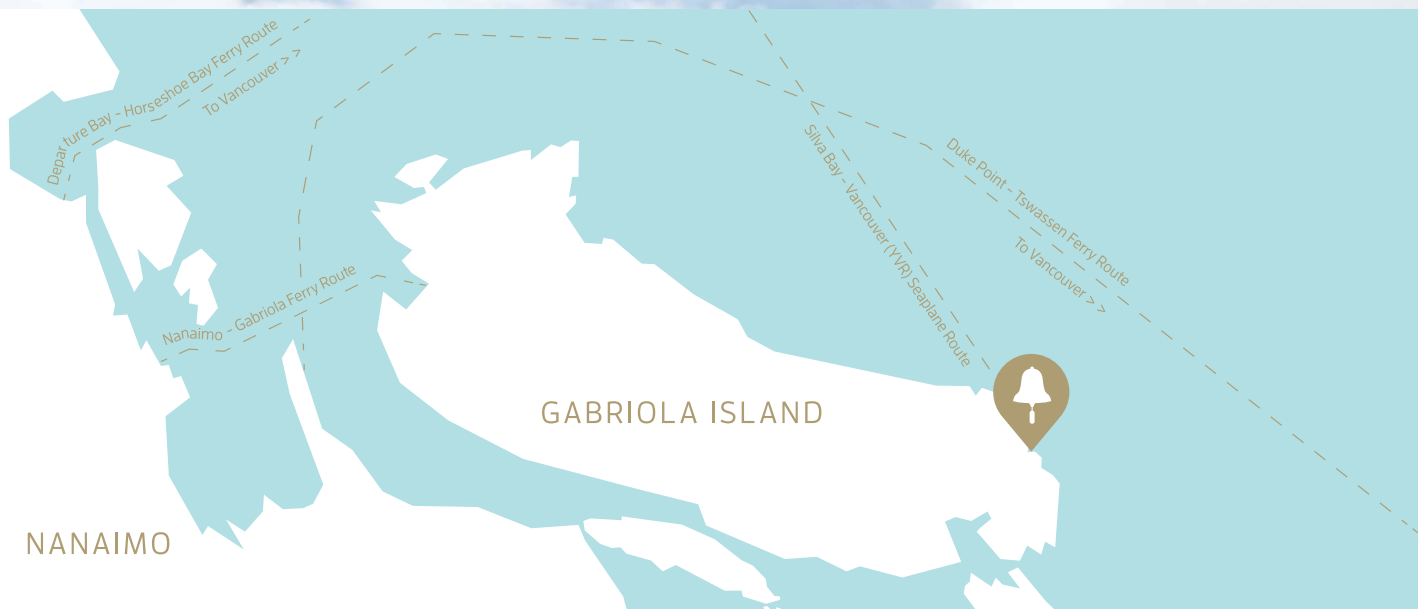 Departure Bay - Horseshoe Bay Ferry Route
To Vancouver > >
Silva Bay - Vancouver (YVR) Seaplane Route
Duke Point - Tswassen Ferry Route
To Vancouver > >
Nanaimo - Gabriola Ferry Route
GABRIOLA ISLAND
NANAIMO